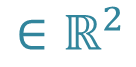 ∈ ℝ²